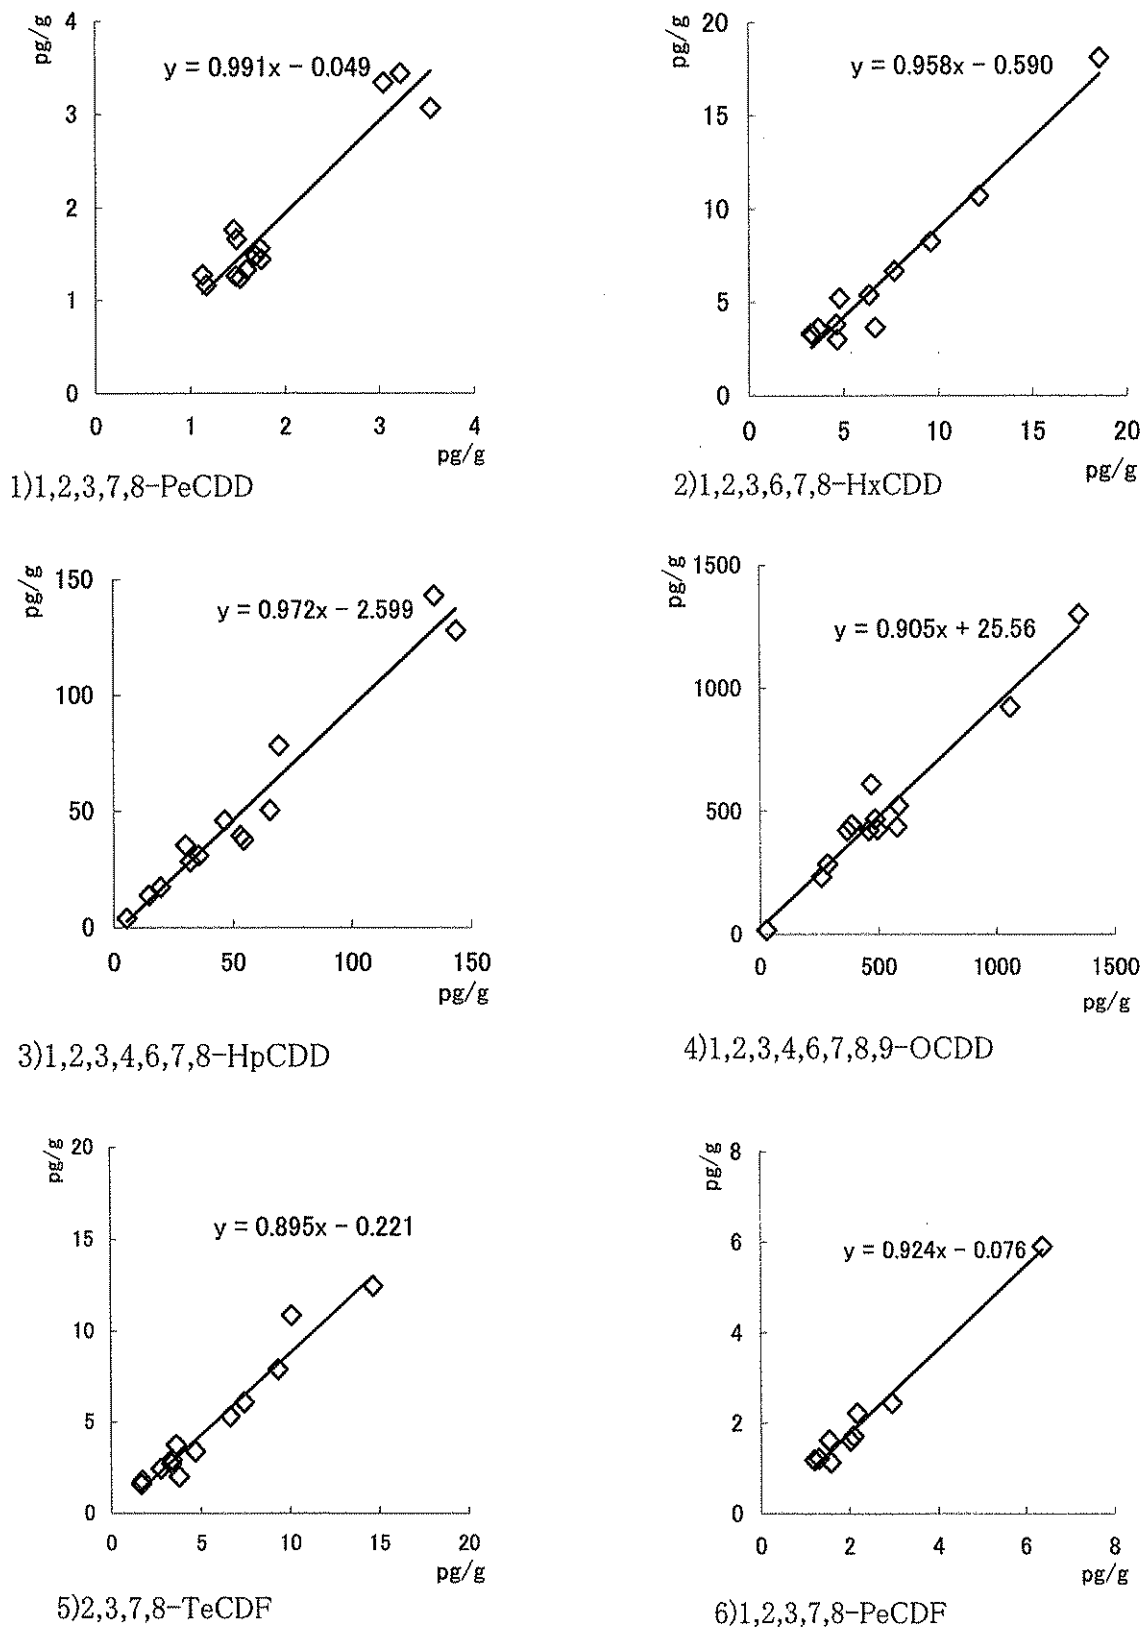 pg/g
4
y = 0.991x − 0.049
3
2
1
0
0 1 2 3 4
pg/g
1)1,2,3,7,8-PeCDD
pg/g
20
y = 0.958x − 0.590
15
10
5
0
0 5 10 15 20
pg/g
2)1,2,3,6,7,8-HxCDD
pg/g
150
y = 0.972x − 2.599
100
50
0
0 50 100 150
pg/g
3)1,2,3,4,6,7,8-HpCDD
pg/g
1500
y = 0.905x + 25.56
1000
500
0
0 500 1000 1500
pg/g
4)1,2,3,4,6,7,8,9-OCDD
pg/g
20
15
y = 0.895x − 0.221
10
5
0
0 5 10 15 20
pg/g
5)2,3,7,8-TeCDF
pg/g
8
6
y = 0.924x − 0.076
4
2
0
0 2 4 6 8
pg/g
6)1,2,3,7,8-PeCDF